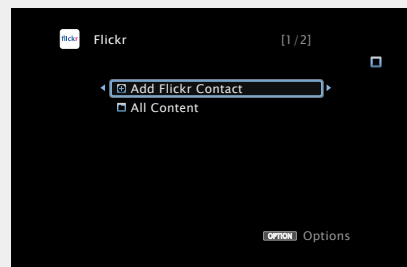 flickr Flickr [1/2]
Add Flickr Contact
All Content
OPTION Options